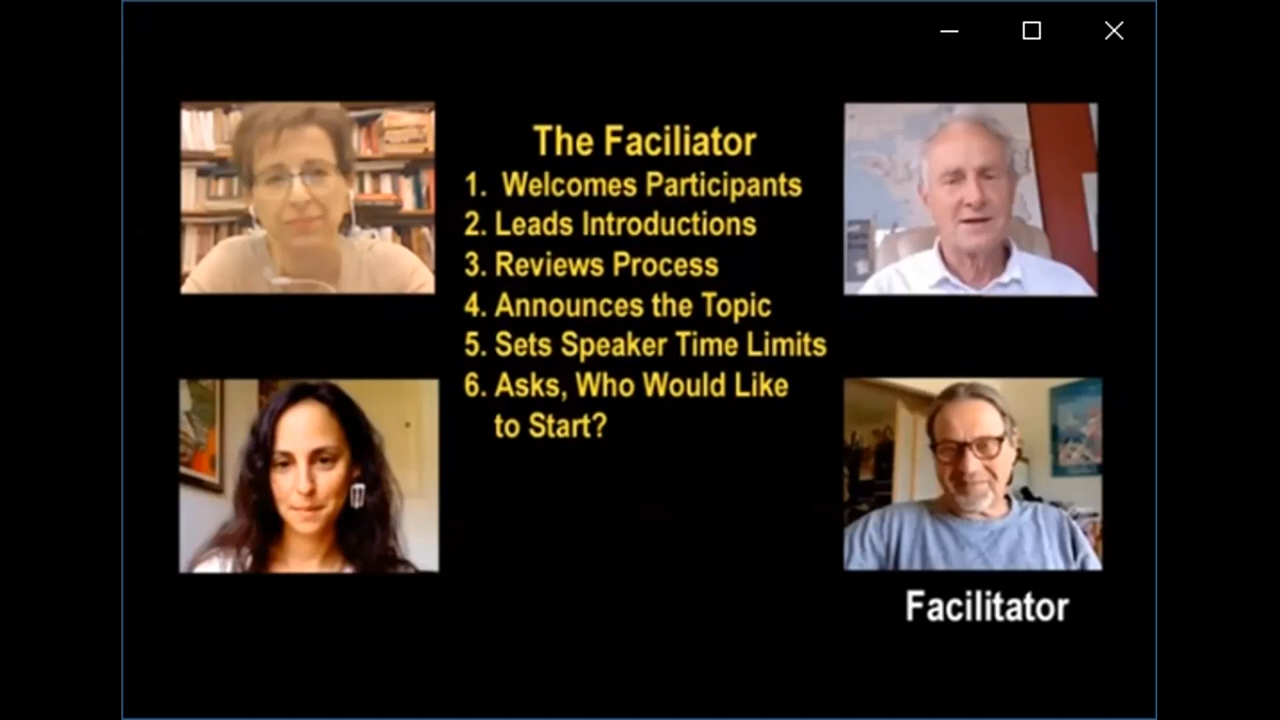 The Faciliator
1. Welcomes Participants
2. Leads Introductions
3. Reviews Process
4. Announces the Topic
5. Sets Speaker Time Limits
6. Asks, Who Would Like
to Start?
Facilitator